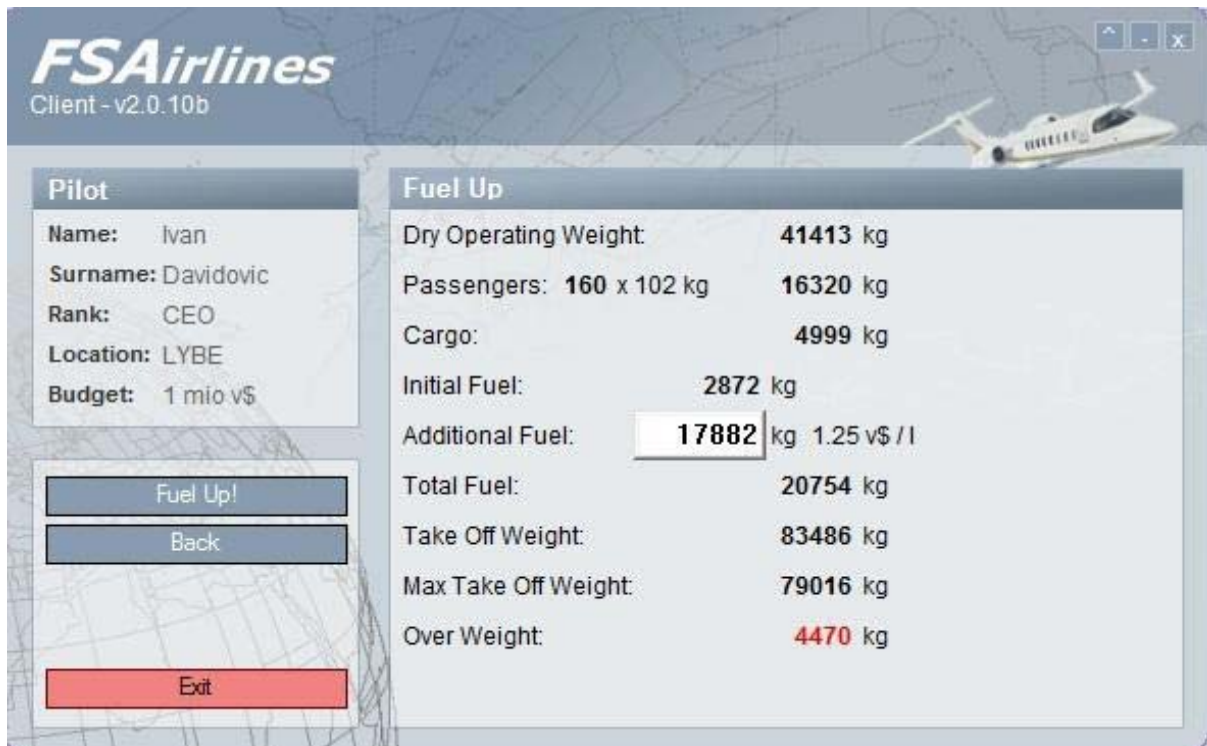 FSAirlines
Client - v2.0.10b
^ - x
Pilot
Name: Ivan
Surname: Davidovic
Rank: CEO
Location: LYBE
Budget: 1 mio v$
Fuel Up!
Back
Exit
Fuel Up
Dry Operating Weight: 41413 kg
Passengers: 160 x 102 kg 16320 kg
Cargo: 4999 kg
Initial Fuel: 2872 kg
Additional Fuel: 17882 kg 1.25 v$ / l
Total Fuel: 20754 kg
Take Off Weight: 83486 kg
Max Take Off Weight: 79016 kg
Over Weight: 4470 kg